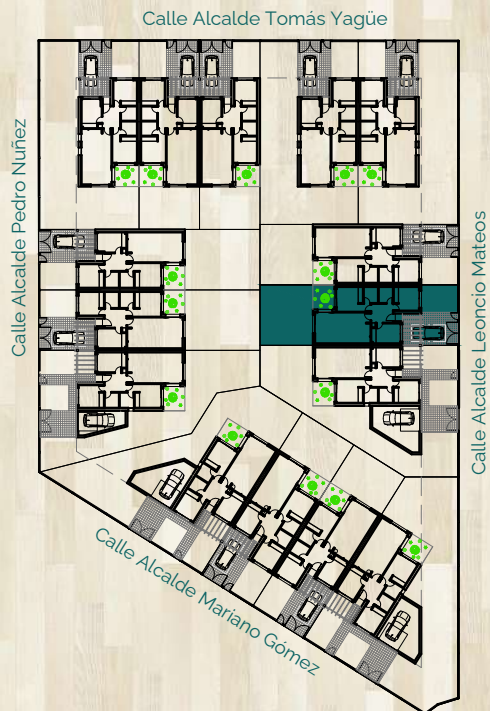 Calle Alcalde Tomás Yagüe
Calle Alcalde Pedro Nuñez
Calle Alcalde Leoncio Mateos
Calle Alcalde Mariano Gómez